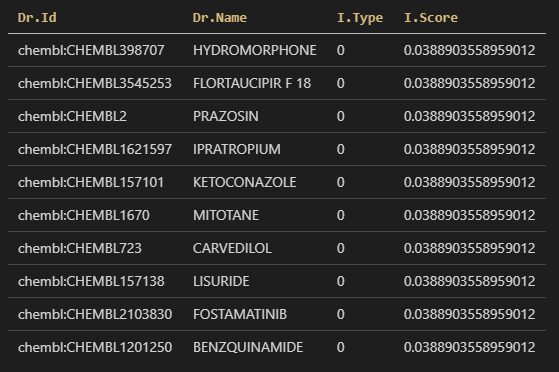 Dr.Id Dr.Name I.Type I.Score
chembl:CHEMBL398707 HYDROMORPHONE 0 0.0388903558959012
chembl:CHEMBL3545253 FLORTAUCIPIR F 18 0 0.0388903558959012
chembl:CHEMBL2 PRAZOSIN 0 0.0388903558959012
chembl:CHEMBL1621597 IPRATROPIUM 0 0.0388903558959012
chembl:CHEMBL157101 KETOCONAZOLE 0 0.0388903558959012
chembl:CHEMBL1670 MITOTANE 0 0.0388903558959012
chembl:CHEMBL723 CARVEDILOL 0 0.0388903558959012
chembl:CHEMBL157138 LISURIDE 0 0.0388903558959012
chembl:CHEMBL2103830 FOSTAMATINIB 0 0.0388903558959012
chembl:CHEMBL1201250 BENZQUINAMIDE 0 0.0388903558959012